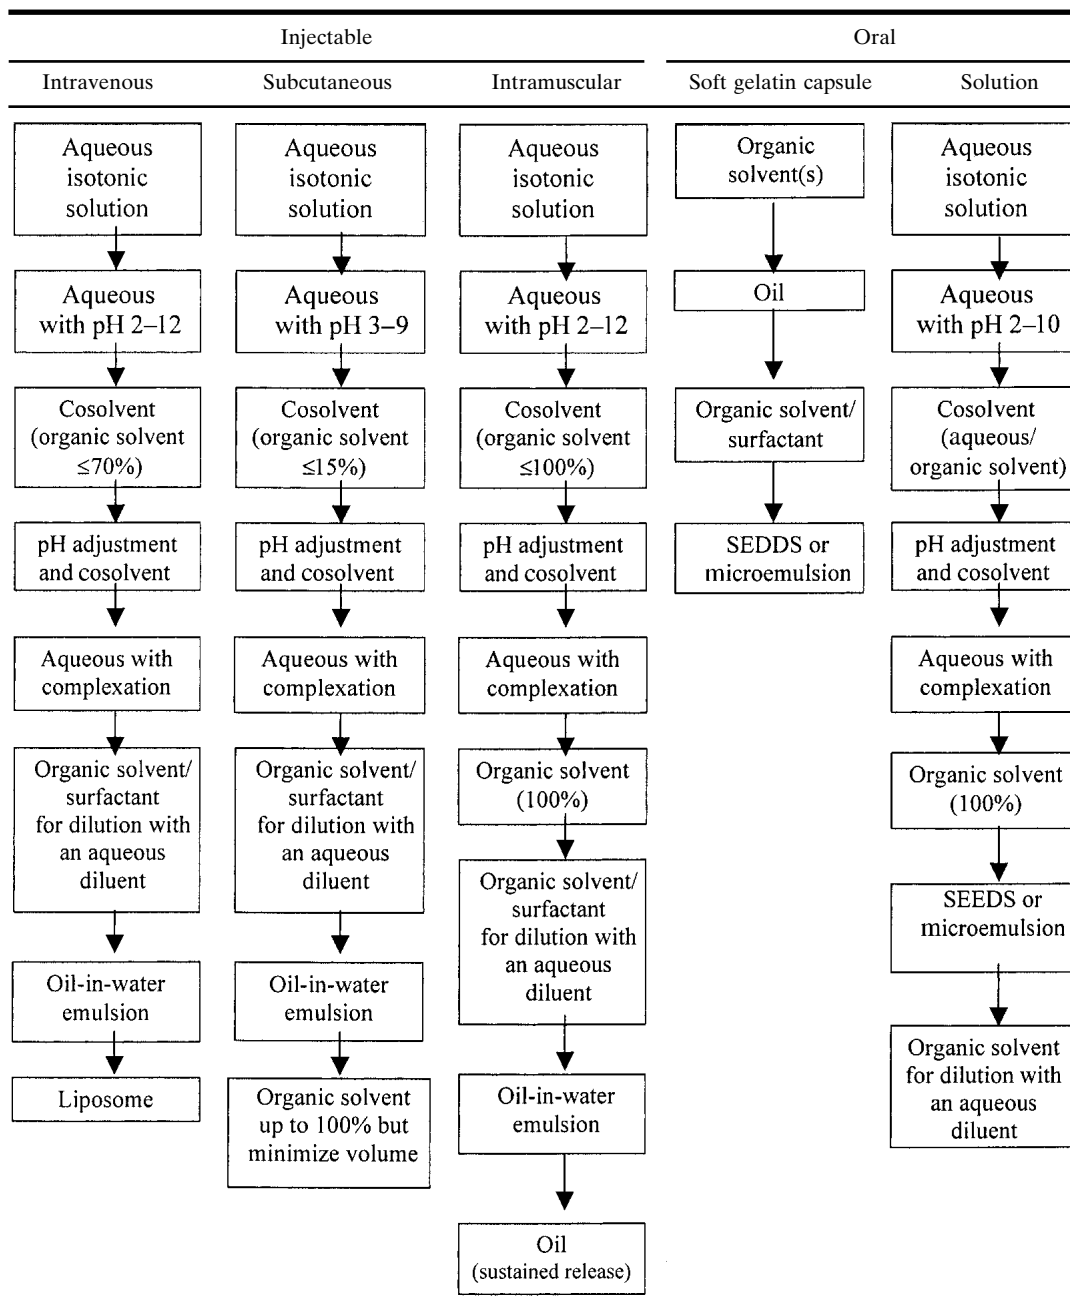 Injectable
Oral
Intravenous
Subcutaneous
Intramuscular
Soft gelatin capsule
Solution
Aqueous
isotonic
solution
Aqueous
with pH 2–12
Cosolvent
(organic solvent
≤70%)
pH adjustment
and cosolvent
Aqueous with
complexation
Organic solvent/
surfactant
for dilution with
an aqueous
diluent
Oil-in-water
emulsion
Liposome
Aqueous
isotonic
solution
Aqueous
with pH 3–9
Cosolvent
(organic solvent
≤15%)
pH adjustment
and cosolvent
Aqueous with
complexation
Organic solvent/
surfactant
for dilution with
an aqueous
diluent
Oil-in-water
emulsion
Organic solvent
up to 100% but
minimize volume
Aqueous
isotonic
solution
Aqueous
with pH 2–12
Cosolvent
(organic solvent
≤100%)
pH adjustment
and cosolvent
Aqueous with
complexation
Organic solvent
(100%)
Organic solvent/
surfactant
for dilution with
an aqueous
diluent
Oil-in-water
emulsion
Oil
(sustained release)
Organic
solvent(s)
Oil
Organic solvent/
surfactant
SEDDS or
microemulsion
Aqueous
isotonic
solution
Aqueous
with pH 2–10
Cosolvent
(aqueous/
organic solvent)
pH adjustment
and cosolvent
Aqueous with
complexation
Organic solvent
(100%)
SEEDS or
microemulsion
Organic solvent
for dilution with
an aqueous
diluent